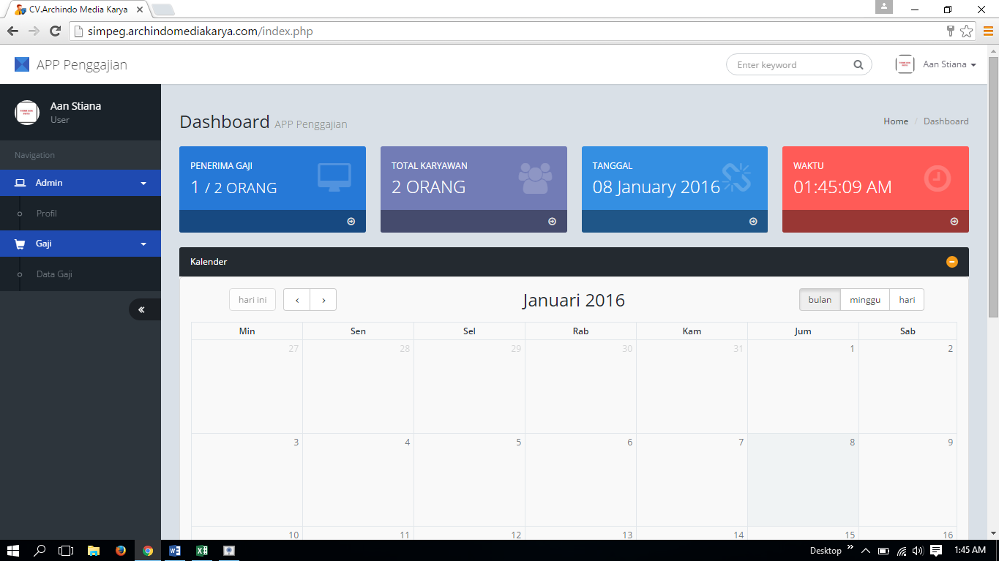 CV.Archindo Media Karya
simpeg.archindomediakarya.com/index.php
APP Penggajian
Enter keyword
Aan Stiana
Aan Stiana
User
Navigation
Admin
Profil
Gaji
Data Gaji
Dashboard APP Penggajian
Home / Dashboard
PENERIMA GAJI
1 / 2 ORANG
TOTAL KARYAWAN
2 ORANG
TANGGAL
08 January 2016
WAKTU
01:45:09 AM
Kalender
hari ini ‹ › Januari 2016 bulan minggu hari
Min Sen Sel Rab Kam Jum Sab
27 28 29 30 31 1 2
3 4 5 6 7 8 9
10 11 12 13 14 15 16
Desktop » 1:45 AM